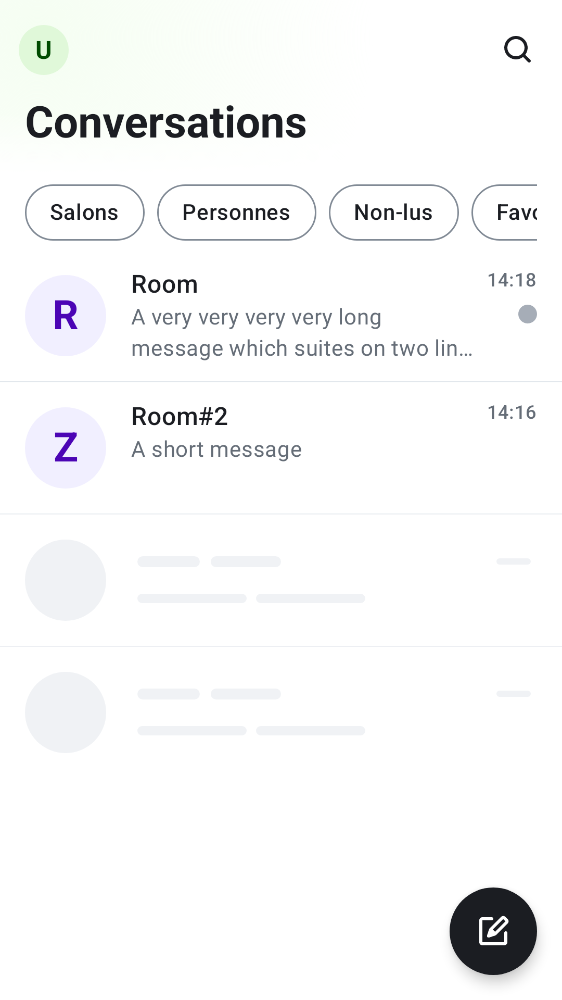 U
Conversations
Salons
Personnes
Non-lus
Favo
R
Room
14:18
A very very very very long
message which suites on two lin…
Z
Room#2
14:16
A short message